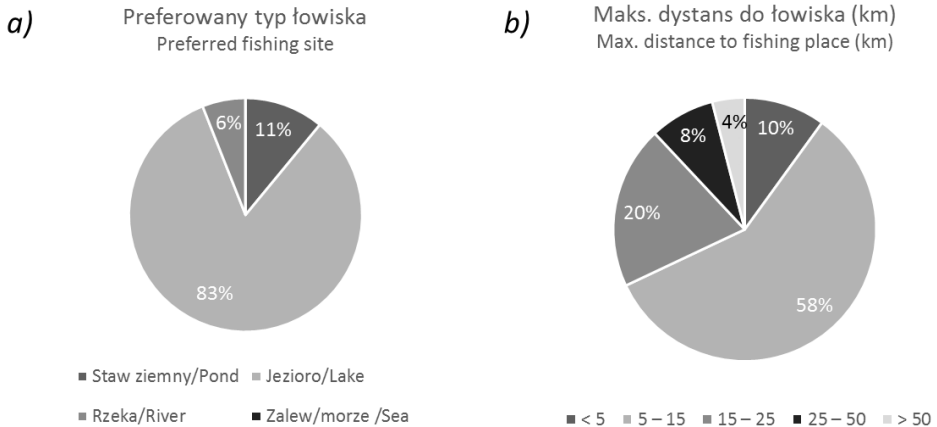 a)
Preferowany typ łowiska
Preferred fishing site
6%
11%
83%
Staw ziemny/Pond
Jezioro/Lake
Rzeka/River
Zalew/morze /Sea
b)
Maks. dystans do łowiska (km)
Max. distance to fishing place (km)
4%
10%
8%
20%
58%
< 5
5 – 15
15 – 25
25 – 50
> 50